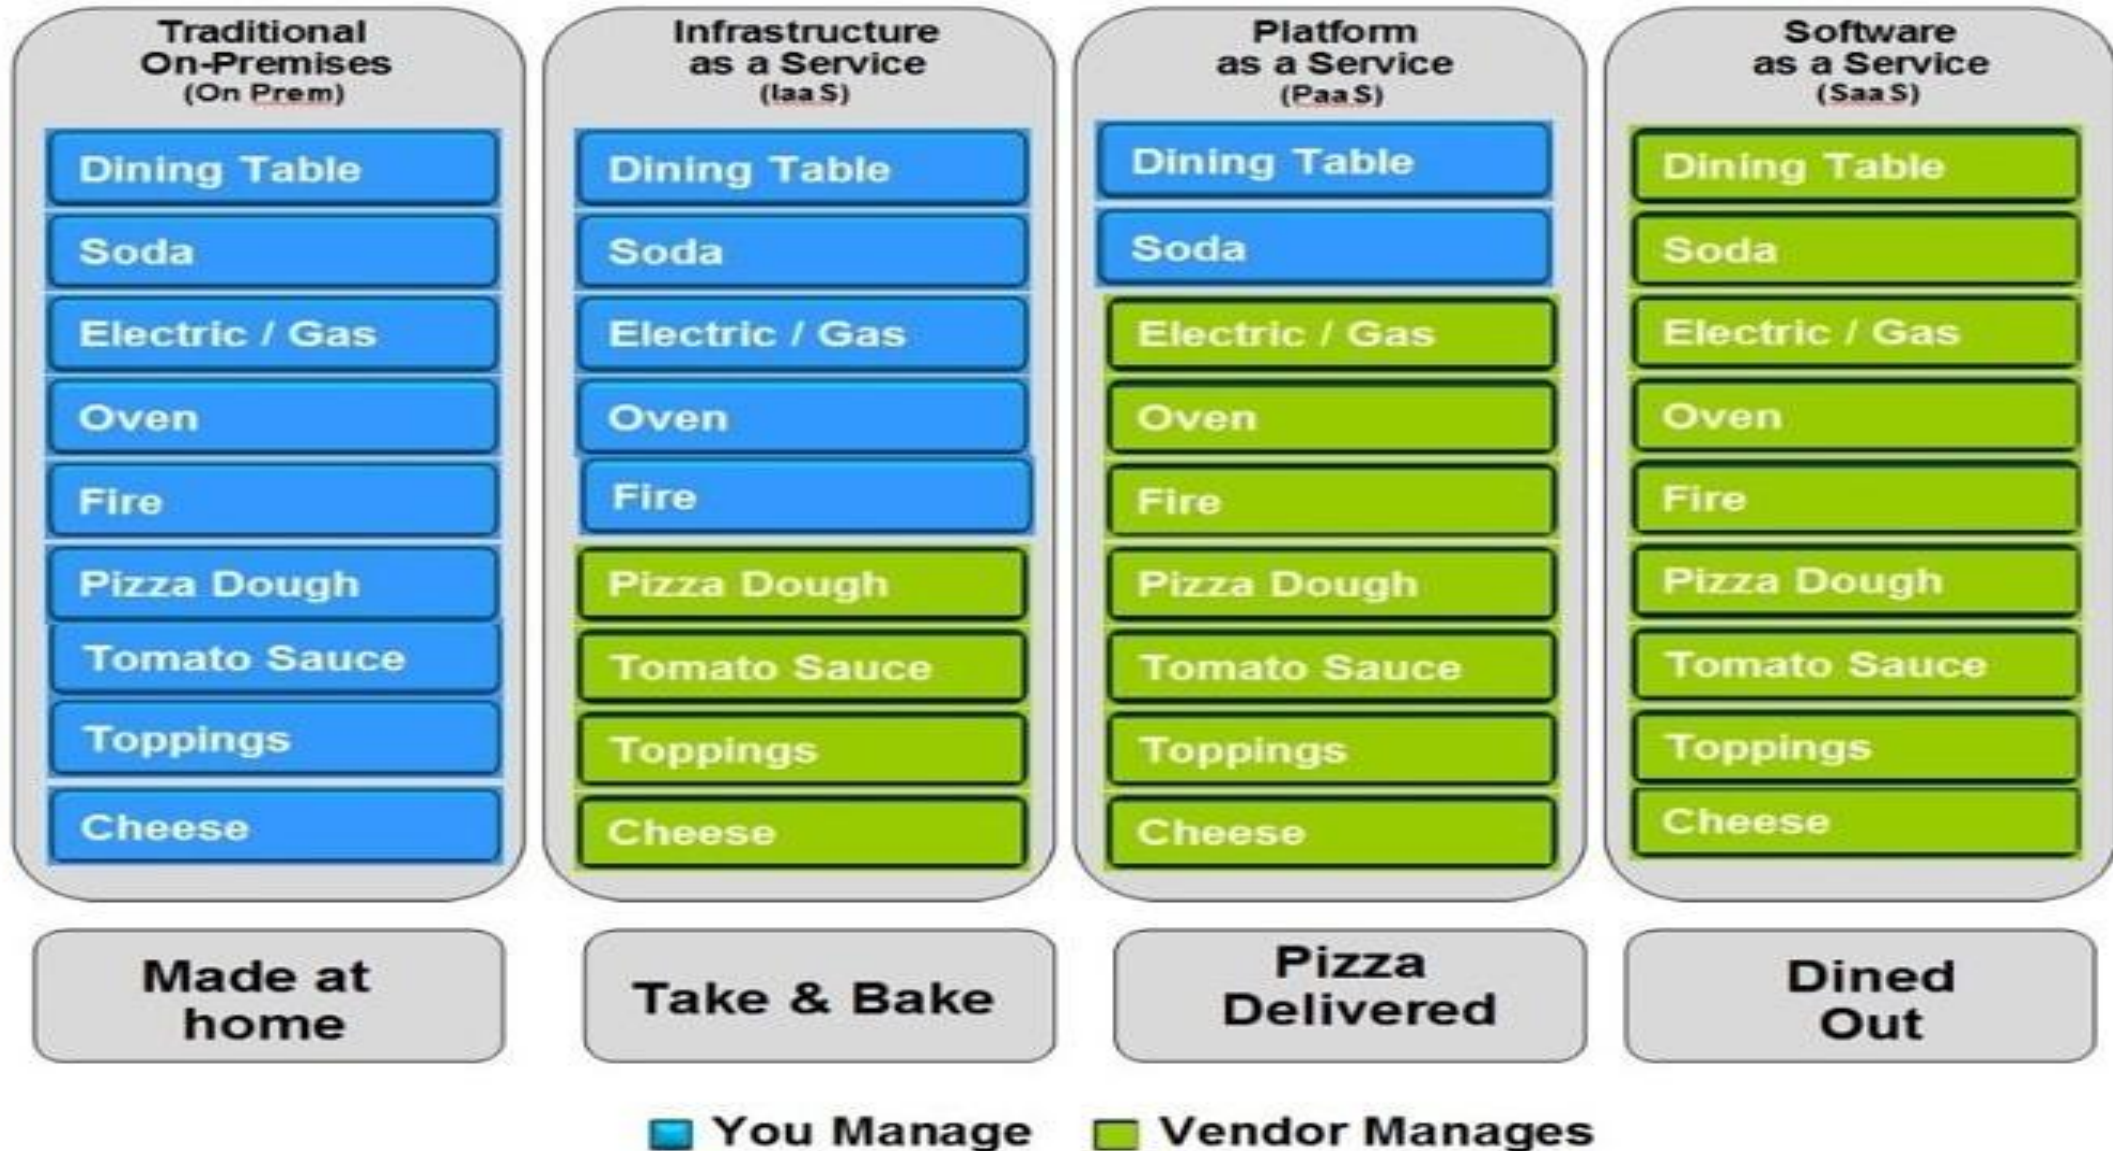 Traditional
On-Premises
(On Prem)
Dining Table
Soda
Electric / Gas
Oven
Fire
Pizza Dough
Tomato Sauce
Toppings
Cheese
Made at
home
Infrastructure
as a Service
(IaaS)
Dining Table
Soda
Electric / Gas
Oven
Fire
Pizza Dough
Tomato Sauce
Toppings
Cheese
Take & Bake
Platform
as a Service
(PaaS)
Dining Table
Soda
Electric / Gas
Oven
Fire
Pizza Dough
Tomato Sauce
Toppings
Cheese
Pizza
Delivered
Software
as a Service
(SaaS)
Dining Table
Soda
Electric / Gas
Oven
Fire
Pizza Dough
Tomato Sauce
Toppings
Cheese
Dined
Out
You Manage
Vendor Manages